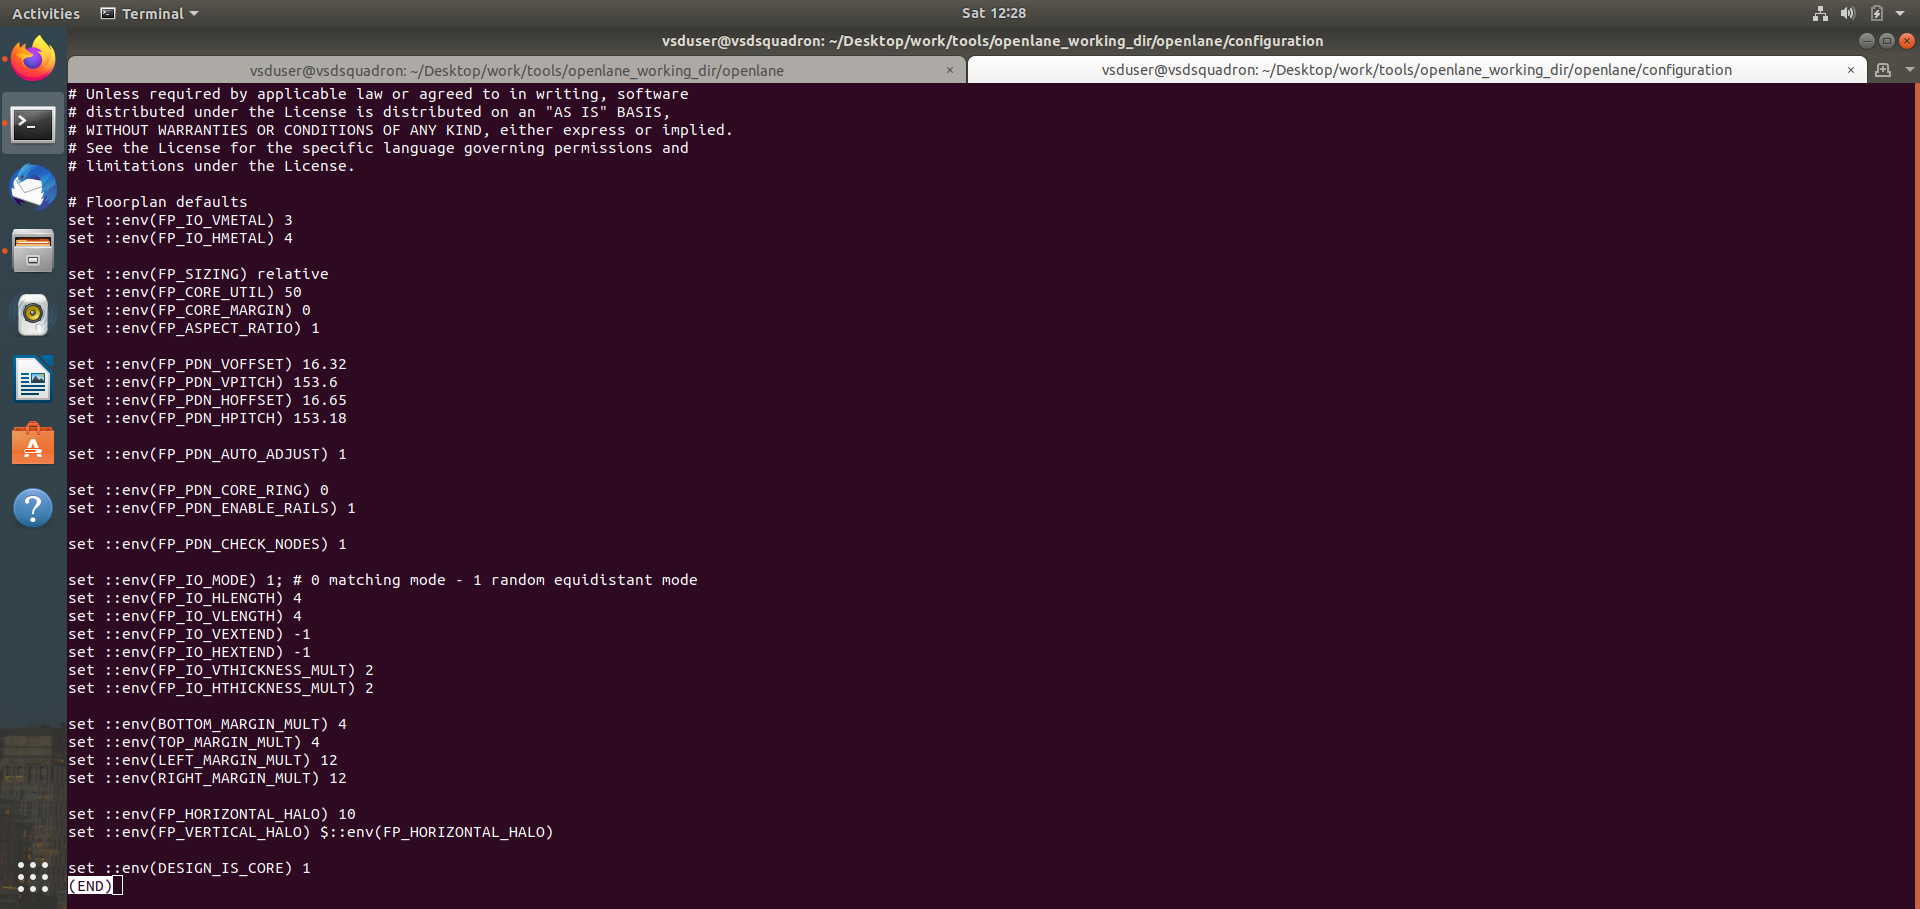 Activities
Terminal
Sat 12:28
vsduser@vsdsquadron: ~/Desktop/work/tools/openlane_working_dir/openlane/configuration
vsduser@vsdsquadron: ~/Desktop/work/tools/openlane_working_dir/openlane
vsduser@vsdsquadron: ~/Desktop/work/tools/openlane_working_dir/openlane/configuration
# Unless required by applicable law or agreed to in writing, software
# distributed under the License is distributed on an "AS IS" BASIS,
# WITHOUT WARRANTIES OR CONDITIONS OF ANY KIND, either express or implied.
# See the License for the specific language governing permissions and
# limitations under the License.
# Floorplan defaults
set ::env(FP_IO_VMETAL) 3
set ::env(FP_IO_HMETAL) 4
set ::env(FP_SIZING) relative
set ::env(FP_CORE_UTIL) 50
set ::env(FP_CORE_MARGIN) 0
set ::env(FP_ASPECT_RATIO) 1
set ::env(FP_PDN_VOFFSET) 16.32
set ::env(FP_PDN_VPITCH) 153.6
set ::env(FP_PDN_HOFFSET) 16.65
set ::env(FP_PDN_HPITCH) 153.18
set ::env(FP_PDN_AUTO_ADJUST) 1
set ::env(FP_PDN_CORE_RING) 0
set ::env(FP_PDN_ENABLE_RAILS) 1
set ::env(FP_PDN_CHECK_NODES) 1
set ::env(FP_IO_MODE) 1; # 0 matching mode - 1 random equidistant mode
set ::env(FP_IO_HLENGTH) 4
set ::env(FP_IO_VLENGTH) 4
set ::env(FP_IO_VEXTEND) -1
set ::env(FP_IO_HEXTEND) -1
set ::env(FP_IO_VTHICKNESS_MULT) 2
set ::env(FP_IO_HTHICKNESS_MULT) 2
set ::env(BOTTOM_MARGIN_MULT) 4
set ::env(TOP_MARGIN_MULT) 4
set ::env(LEFT_MARGIN_MULT) 12
set ::env(RIGHT_MARGIN_MULT) 12
set ::env(FP_HORIZONTAL_HALO) 10
set ::env(FP_VERTICAL_HALO) $::env(FP_HORIZONTAL_HALO)
set ::env(DESIGN_IS_CORE) 1
(END)